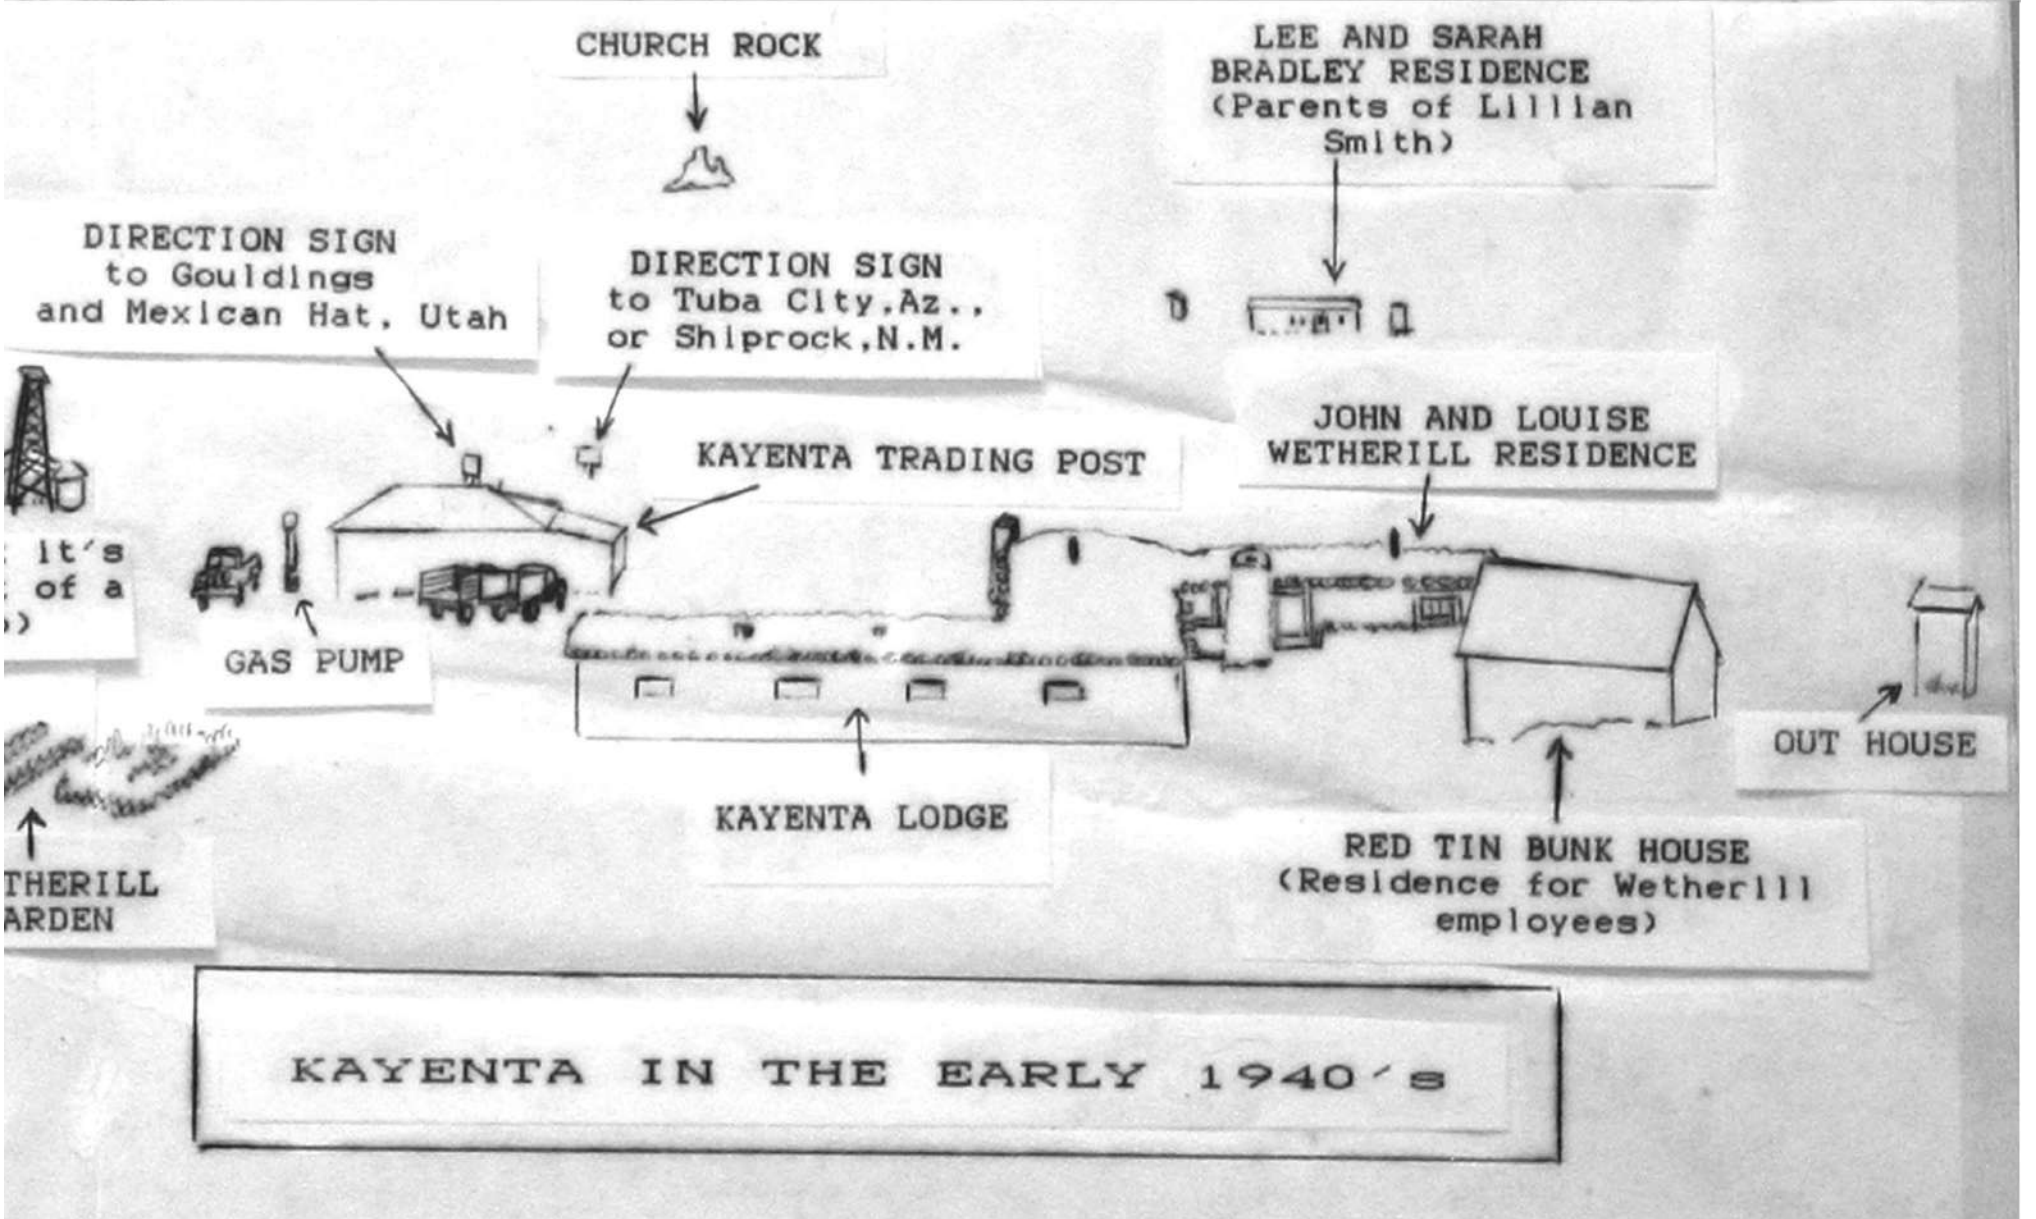 CHURCH ROCK
LEE AND SARAH
BRADLEY RESIDENCE
(Parents of Lillian
Smith)
DIRECTION SIGN
to Gouldings
and Mexican Hat, Utah
DIRECTION SIGN
to Tuba City,Az.,
or Shiprock,N.M.
JOHN AND LOUISE
WETHERILL RESIDENCE
KAYENTA TRADING POST
it's
of a
GAS PUMP
OUT HOUSE
KAYENTA LODGE
RED TIN BUNK HOUSE
(Residence for Wetherill
employees)
THERILL
ARDEN
KAYENTA IN THE EARLY 1940's